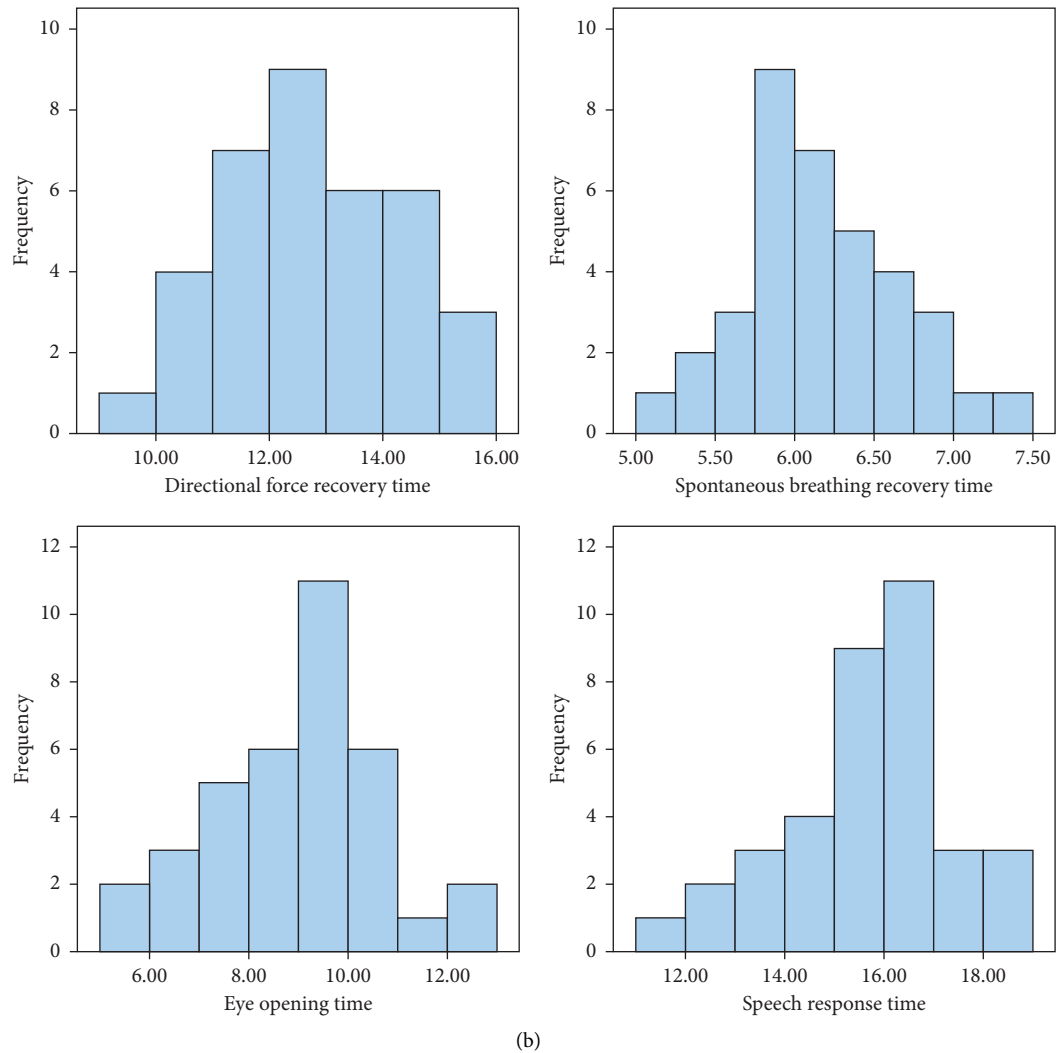 10
8
6
4
2
0
Frequency
10.00 12.00 14.00 16.00
Directional force recovery time
10
8
6
4
2
0
Frequency
5.00 5.50 6.00 6.50 7.00 7.50
Spontaneous breathing recovery time
12
10
8
6
4
2
0
Frequency
6.00 8.00 10.00 12.00
Eye opening time
12
10
8
6
4
2
0
Frequency
12.00 14.00 16.00 18.00
Speech response time
(b)